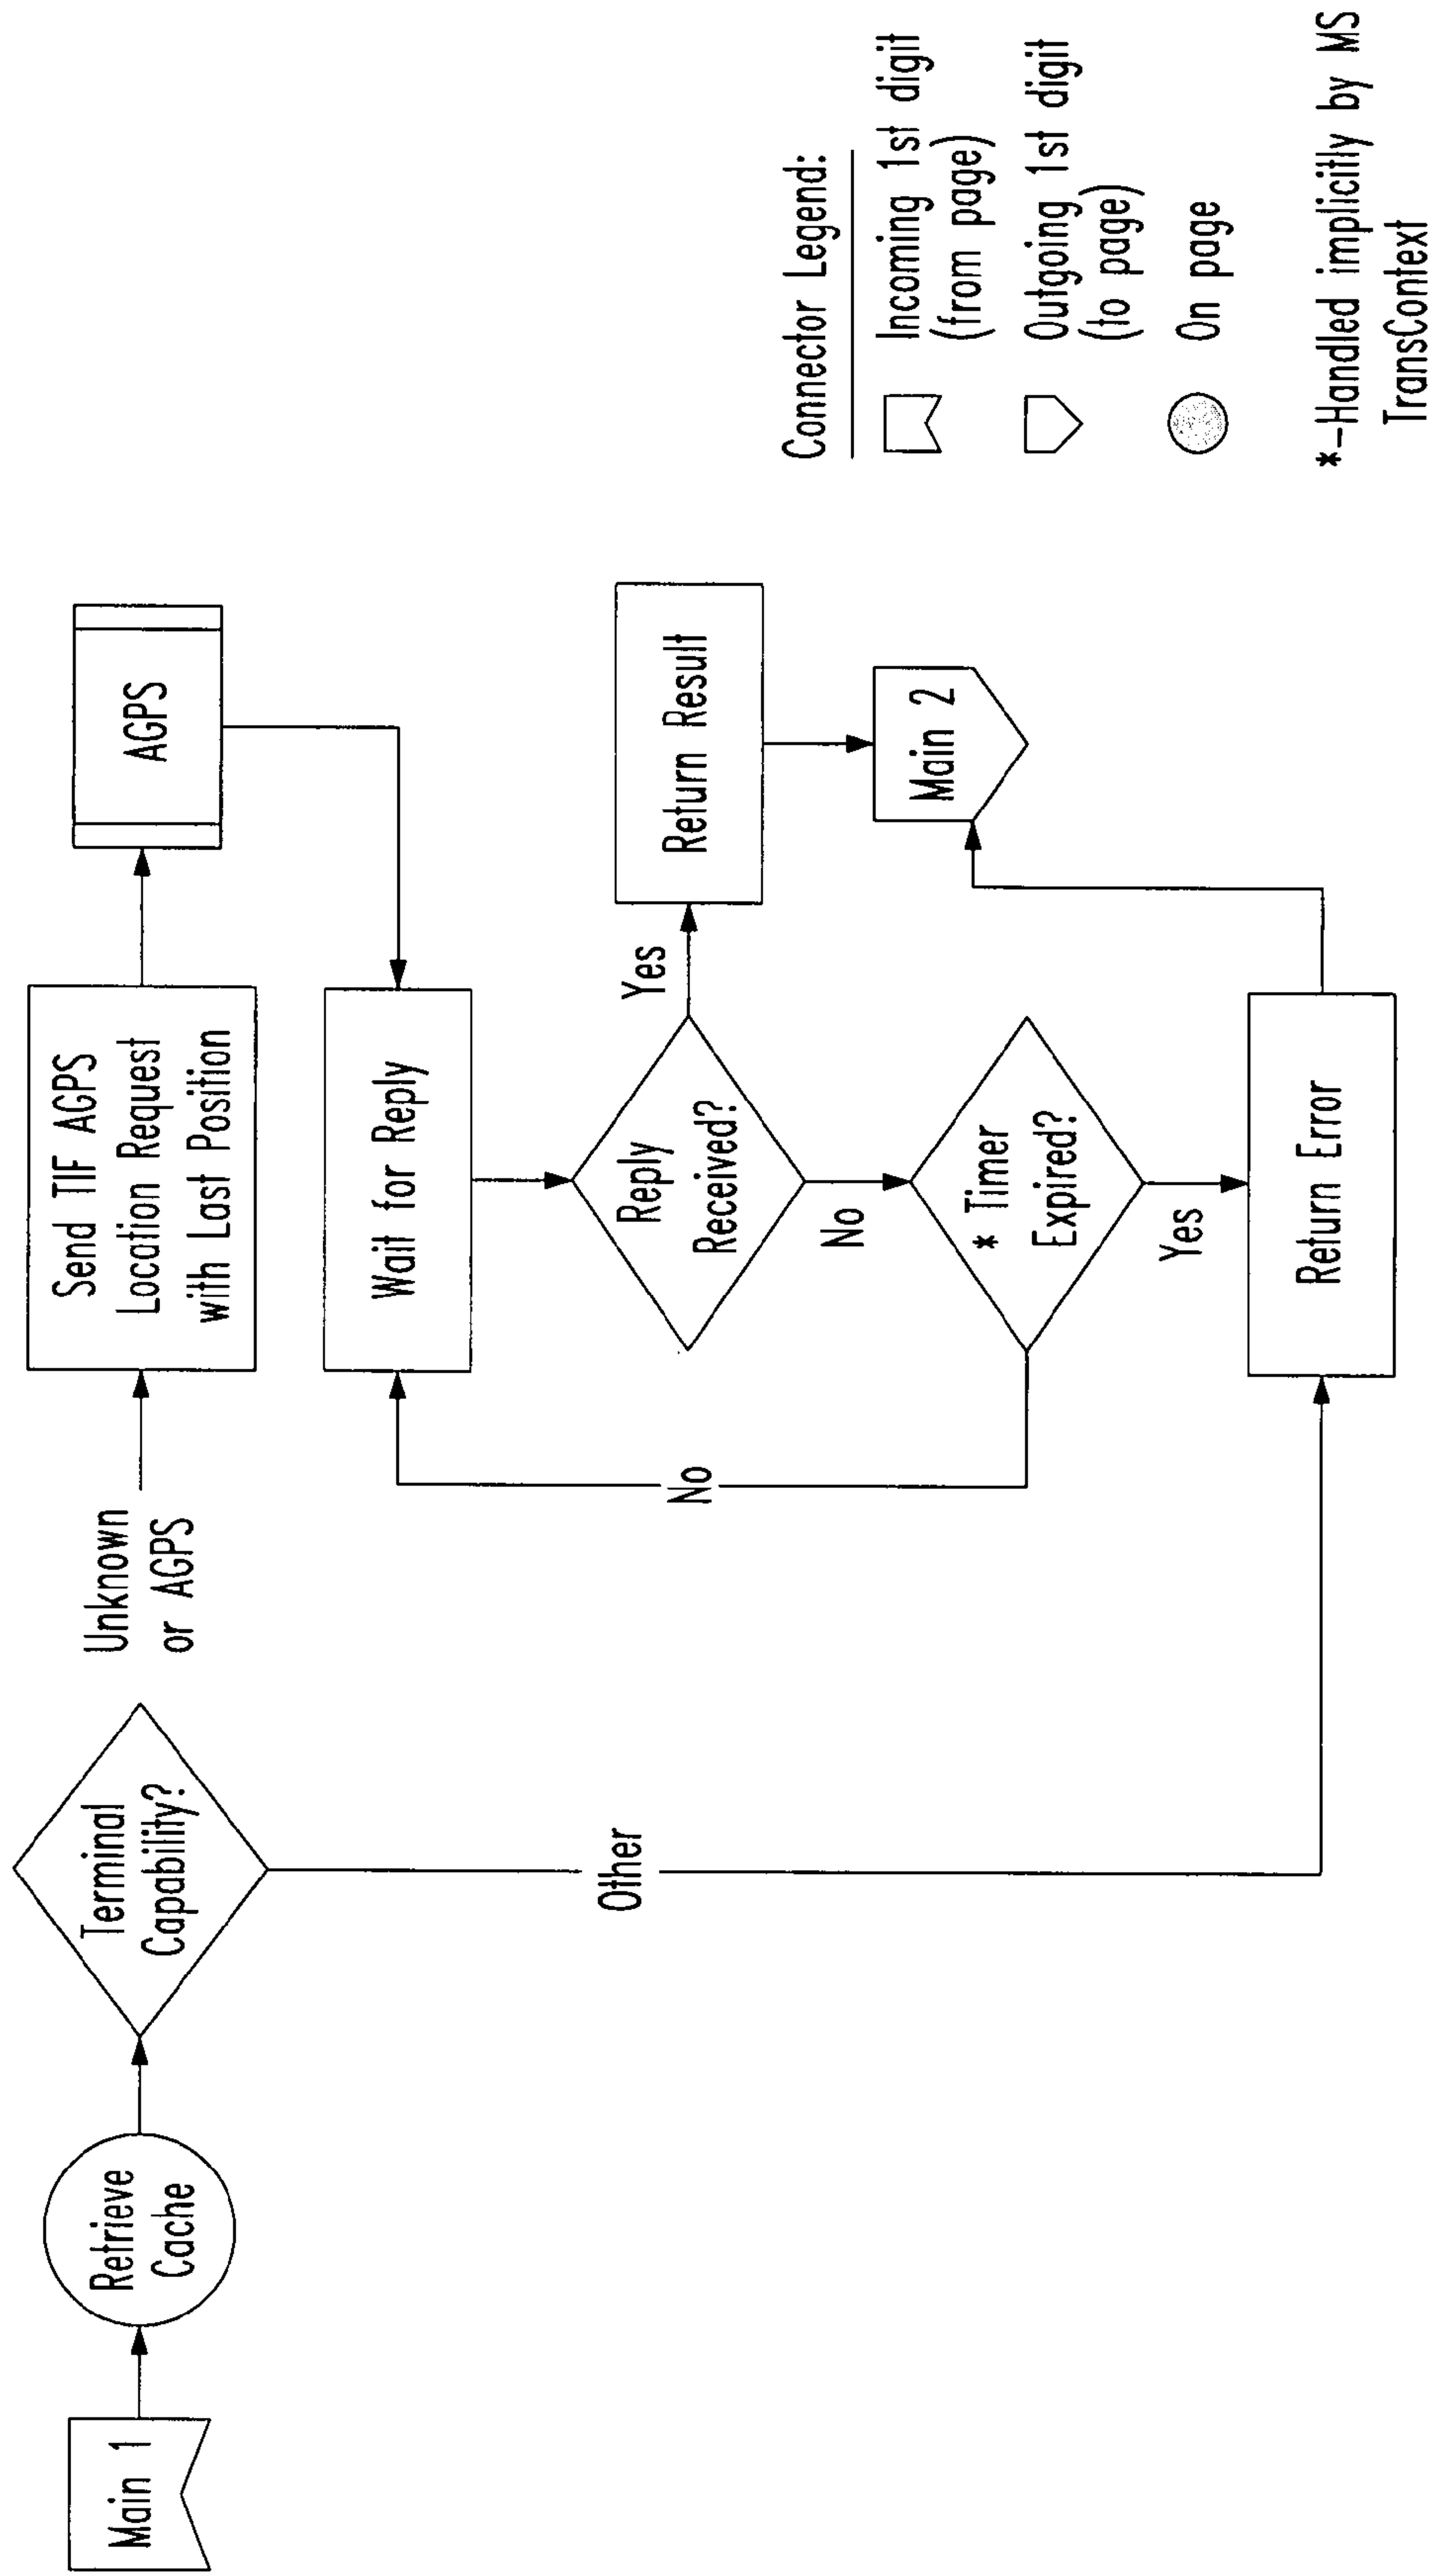 Main 1
Retrieve
Cache
Terminal
Capability?
Unknown
or AGPS
Send TIF AGPS
Location Request
with Last Position
AGPS
Other
Wait for Reply
Reply
Received?
Yes
Return Result
No
No
* Timer
Expired?
Yes
Main 2
Return Error
Connector Legend:
Incoming 1st digit
(from page)
Outgoing 1st digit
(to page)
On page
*-Handled implicitly by MS
TransContext